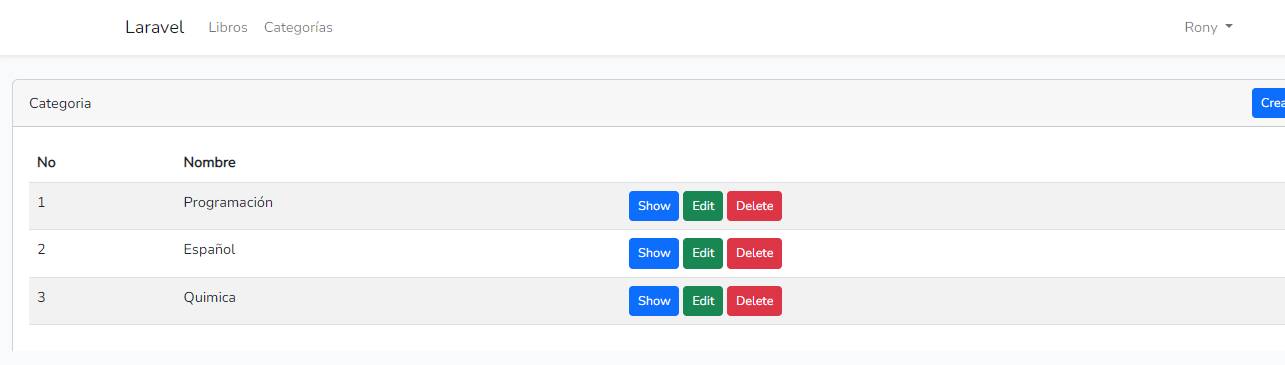 Laravel Libros Categorías Rony
Categoria Crea
No Nombre
1 Programación Show Edit Delete
2 Español Show Edit Delete
3 Quimica Show Edit Delete